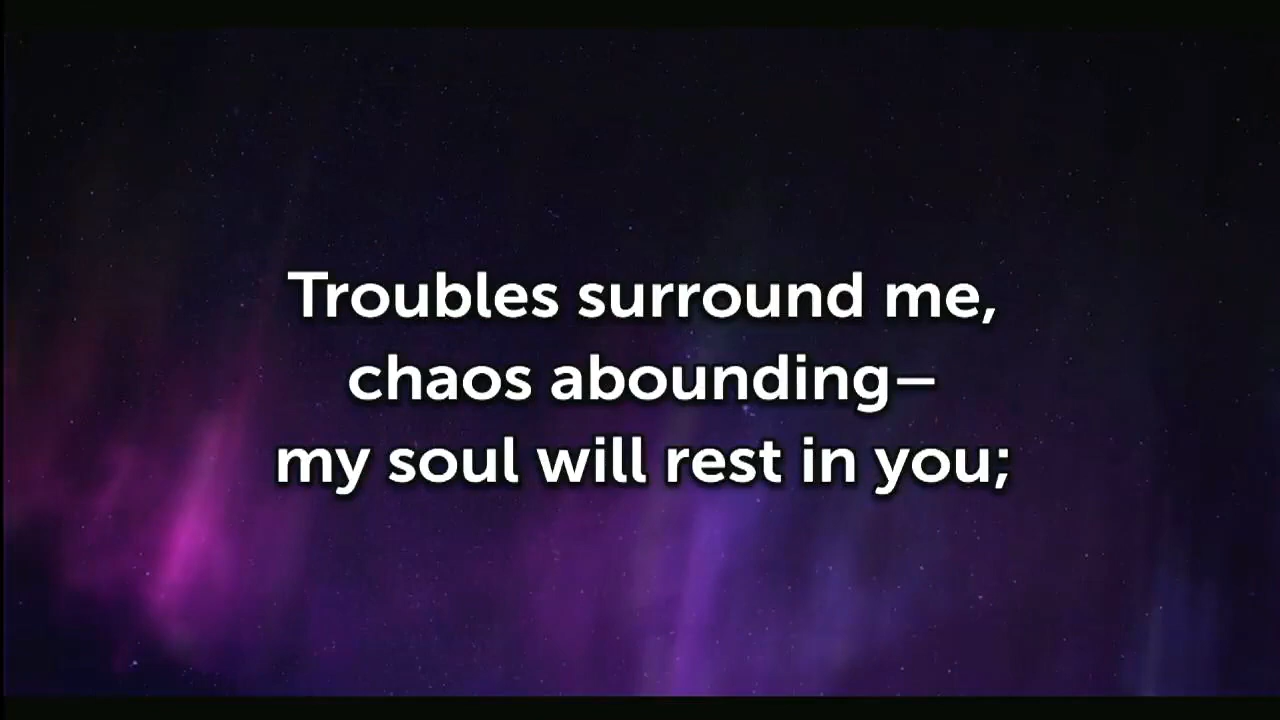 Troubles surround me,
chaos abounding–
my soul will rest in you;